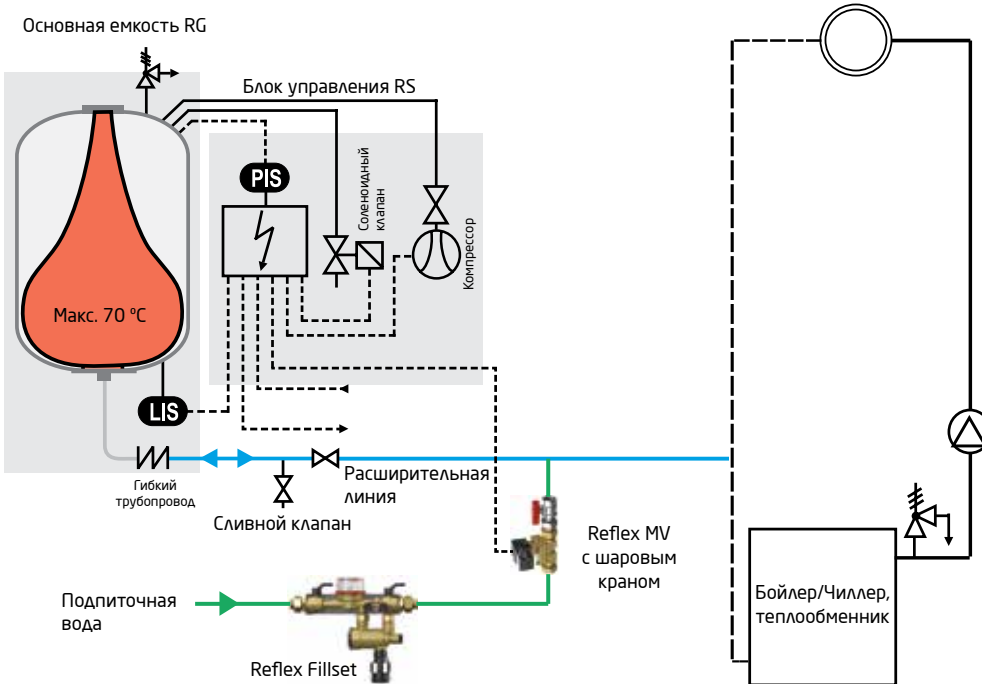 Основная емкость RG
Блок управления RS
PIS
Соленоидный
клапан
Компрессор
Макс. 70 °C
LIS
Гибкий
трубопровод
Расширительная
линия
Сливной клапан
Reflex MV
с шаровым
краном
Подпиточная
вода
Reflex Fillset
Бойлер/Чиллер,
теплообменник